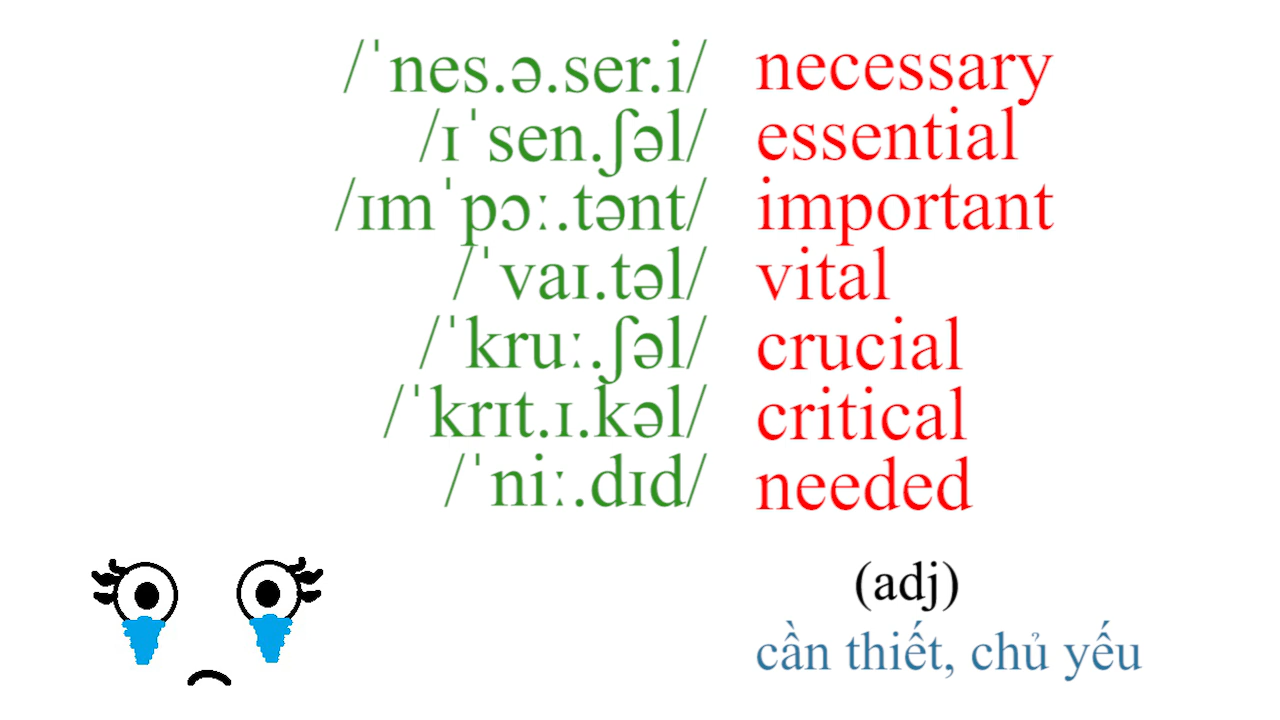 /ˈnes.ə.ser.i/ necessary
/ɪˈsen.ʃəl/ essential
/ɪmˈpɔː.tənt/ important
/ˈvaɪ.təl/ vital
/ˈkruː.ʃəl/ crucial
/ˈkrɪt.ɪ.kəl/ critical
/ˈniː.dɪd/ needed
(adj)
cần thiết, chủ yếu